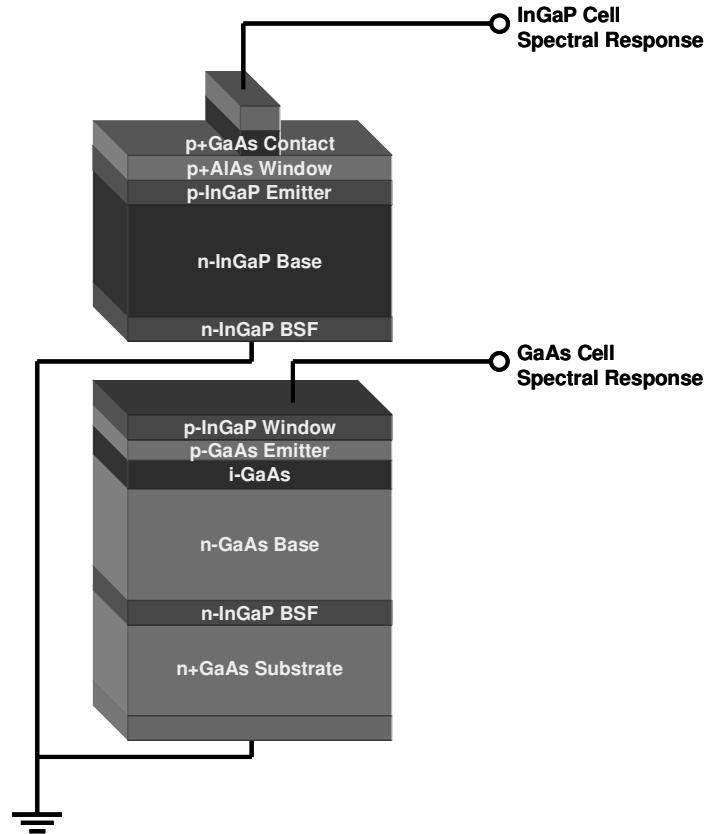 InGaP Cell
Spectral Response
p+GaAs Contact
p+AlAs Window
p-InGaP Emitter
n-InGaP Base
n-InGaP BSF
GaAs Cell
Spectral Response
p-InGaP Window
p-GaAs Emitter
i-GaAs
n-GaAs Base
n-InGaP BSF
n+GaAs Substrate